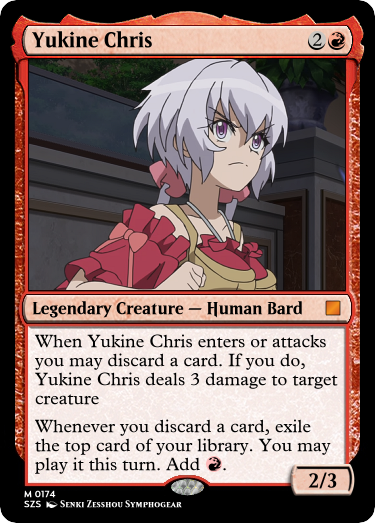 Yukine Chris 2
Legendary Creature — Human Bard
When Yukine Chris enters or attacks
you may discard a card. If you do,
Yukine Chris deals 3 damage to target
creature
Whenever you discard a card, exile
the top card of your library. You may
play it this turn. Add .
2/3
M 0174
SZS Senki Zesshou Symphogear